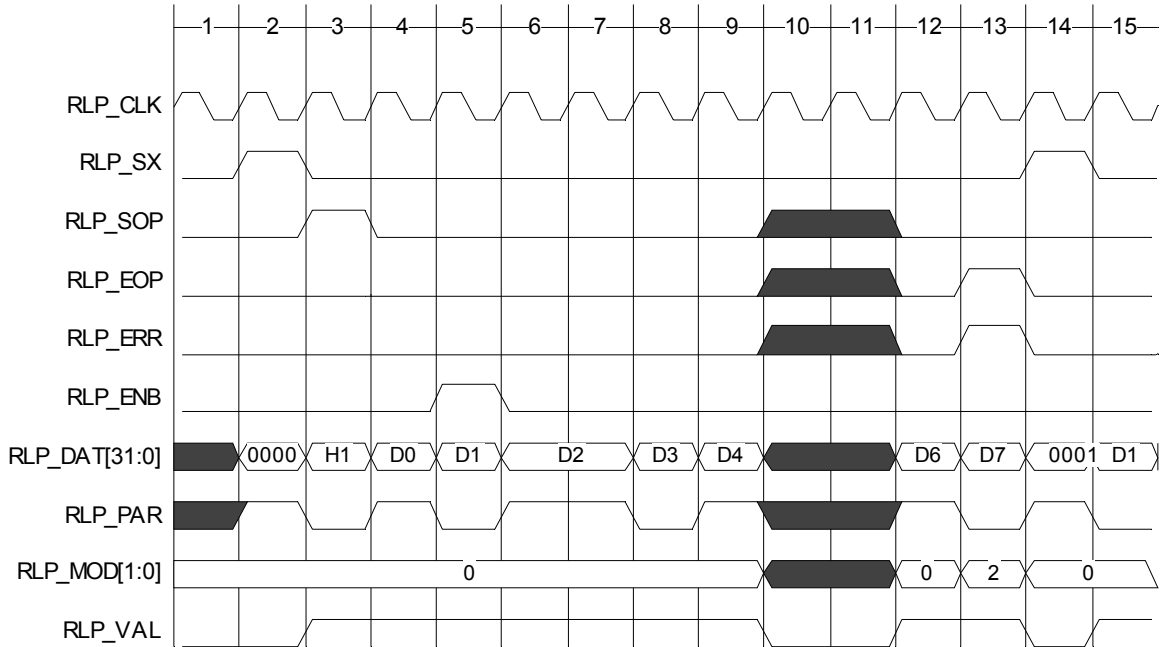 1 2 3 4 5 6 7 8 9 10 11 12 13 14 15
RLP_CLK
RLP_SX
RLP_SOP
RLP_EOP
RLP_ERR
RLP_ENB
RLP_DAT[31:0] 0000 H1 D0 D1 D2 D3 D4 D6 D7 0001 D1
RLP_PAR
RLP_MOD[1:0] 0 0 2 0
RLP_VAL